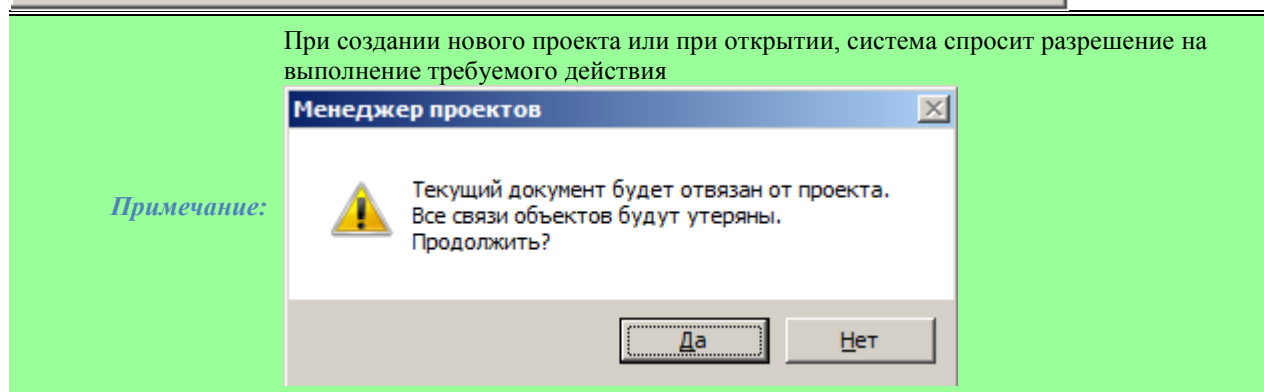 При создании нового проекта или при открытии, система спросит разрешение на
выполнение требуемого действия
Примечание:
Менеджер проектов
Текущий документ будет отвязан от проекта.
Все связи объектов будут утеряны.
Продолжить?
Да
Нет